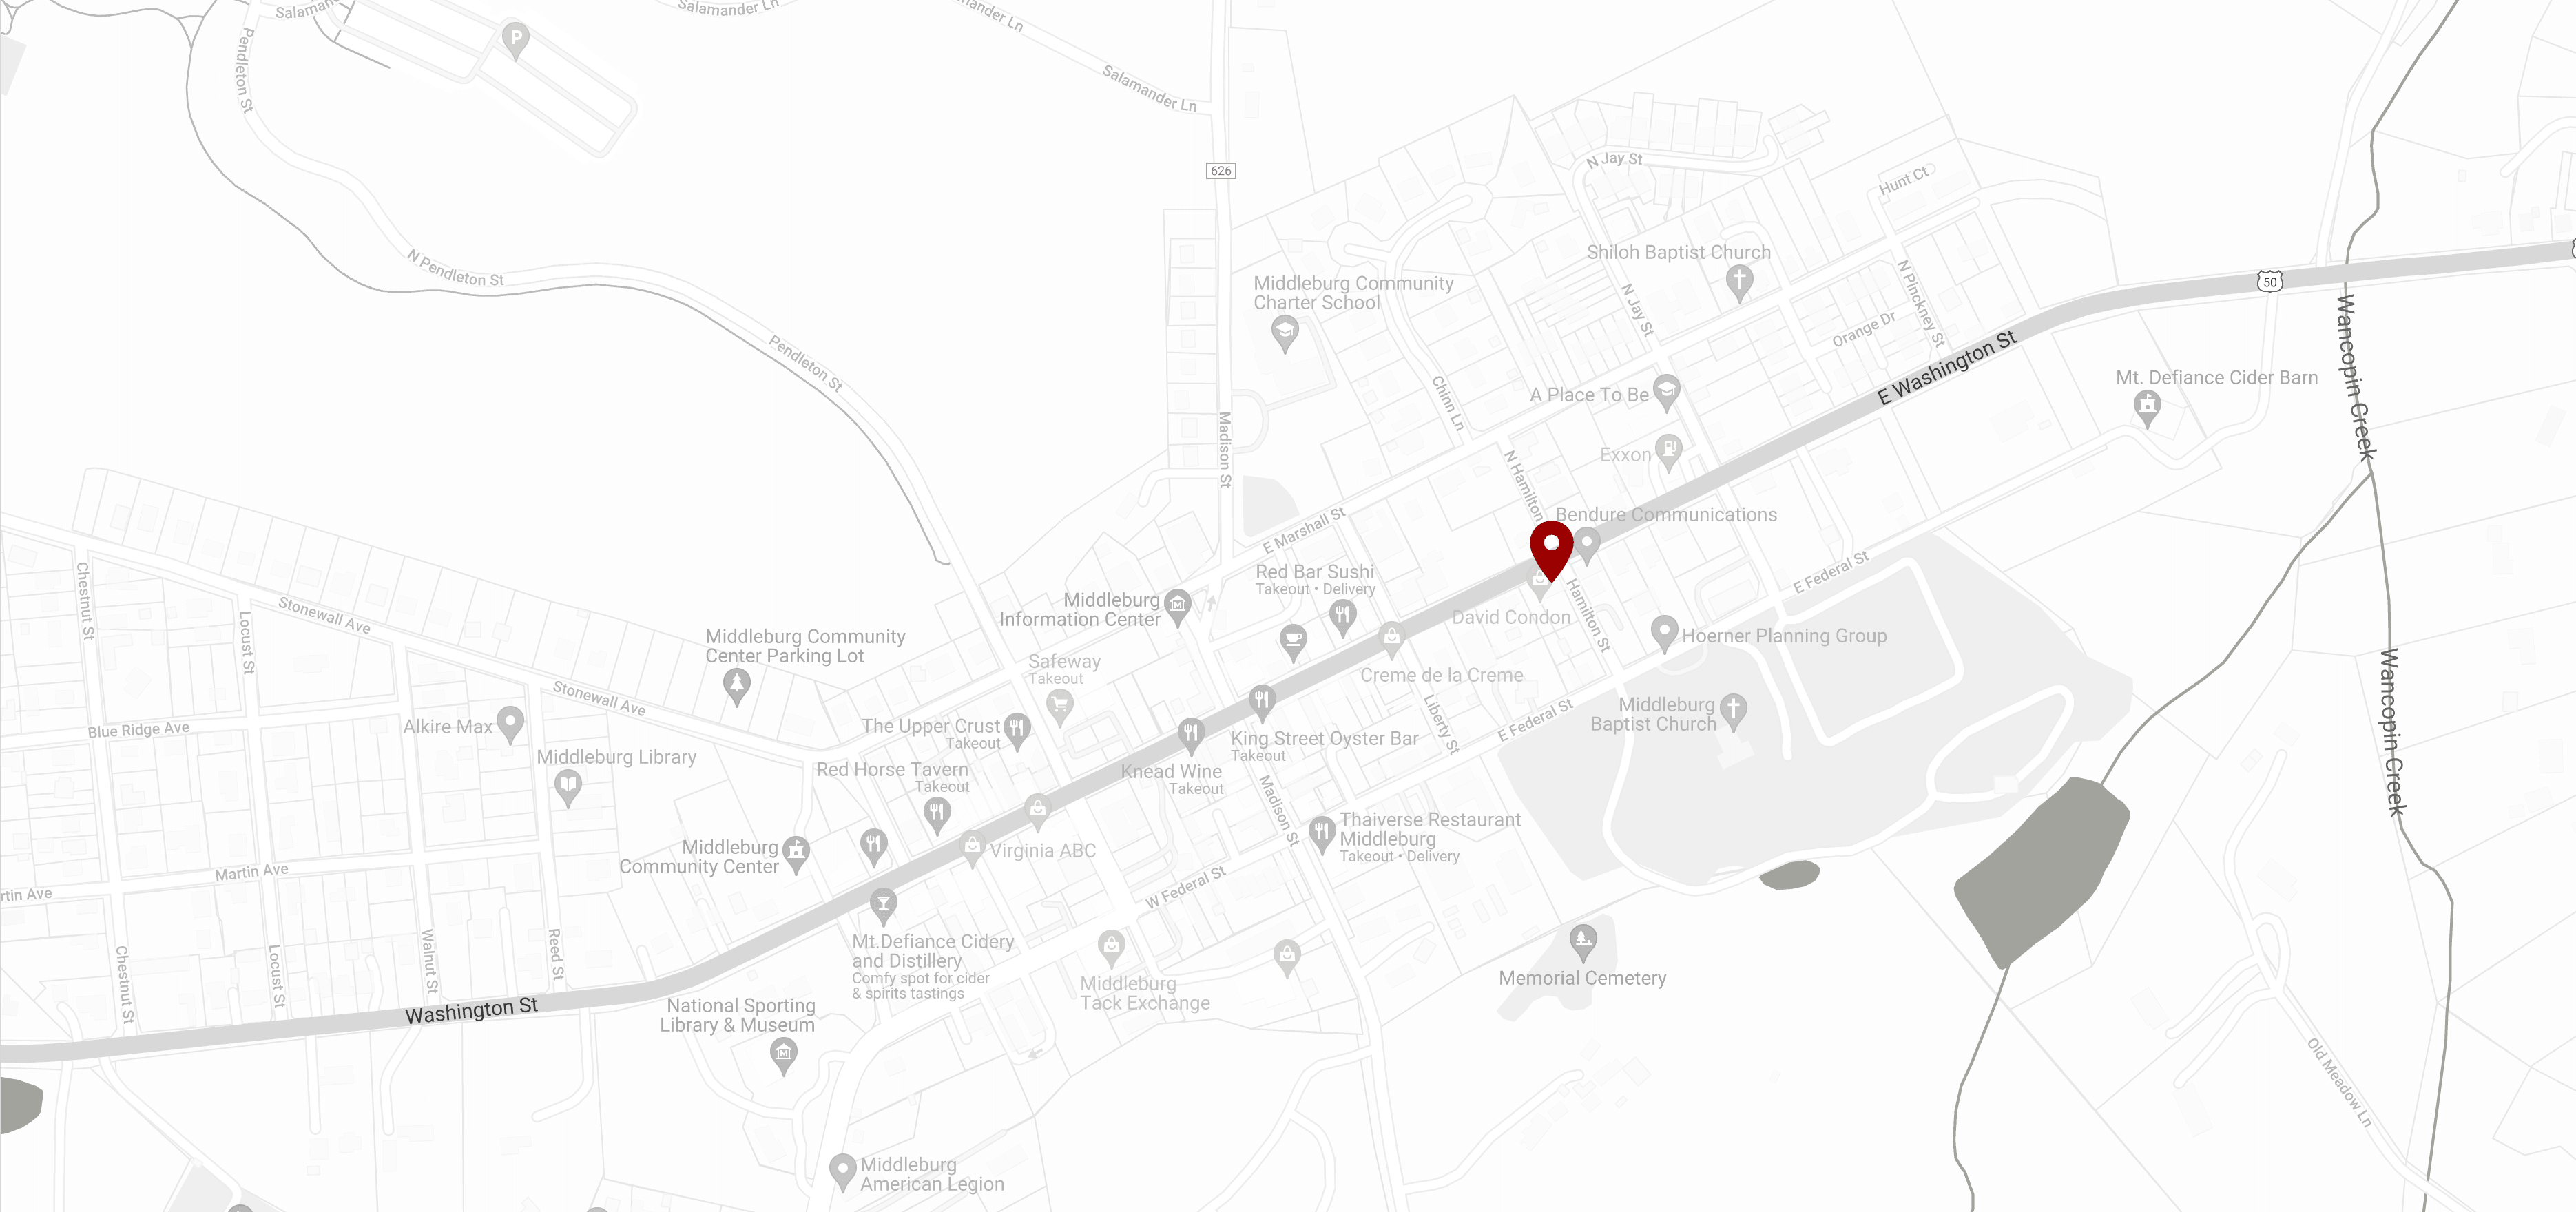 Salamander Ln
mander Ln
Salaman
P
Pendleton St
Salamander Ln
626
N Jay St
Hunt Ct
N Pendleton St
Shiloh Baptist Church
50
Middleburg Community
Charter School
N Jay St
N Pinckney St
Orange Dr
E Washington St
Wancopin Creek
Pendleton St
Mt. Defiance Cider Barn
Chinn Ln
A Place To Be
Madison St
Exxon
N Hamilton
E Marshall St
Bendure Communications
Chestnut St
Stonewall Ave
Locust St
Red Bar Sushi
Takeout • Delivery
E Federal St
Middleburg
Information Center
David Condon
Hamilton St
Hoerner Planning Group
Middleburg Community
Center Parking Lot
Safeway
Takeout
Creme de la Creme
Wancopin Creek
Stonewall Ave
Blue Ridge Ave
Alkire Max
The Upper Crust
Takeout
Liberty St
E Federal St
Middleburg
Baptist Church
King Street Oyster Bar
Takeout
Middleburg Library
Red Horse Tavern
Takeout
Knead Wine
Takeout
Madison St
Thaiverse Restaurant
Middleburg
Takeout • Delivery
Middleburg
Community Center
Virginia ABC
Martin Ave
rtin Ave
W Federal St
Mt.Defiance Cidery
and Distillery
Comfy spot for cider
& spirits tastings
Chestnut St
Locust St
Walnut St
Reed St
Memorial Cemetery
Middleburg
Tack Exchange
Washington St
National Sporting
Library & Museum
Old Meadow Ln
Middleburg
American Legion